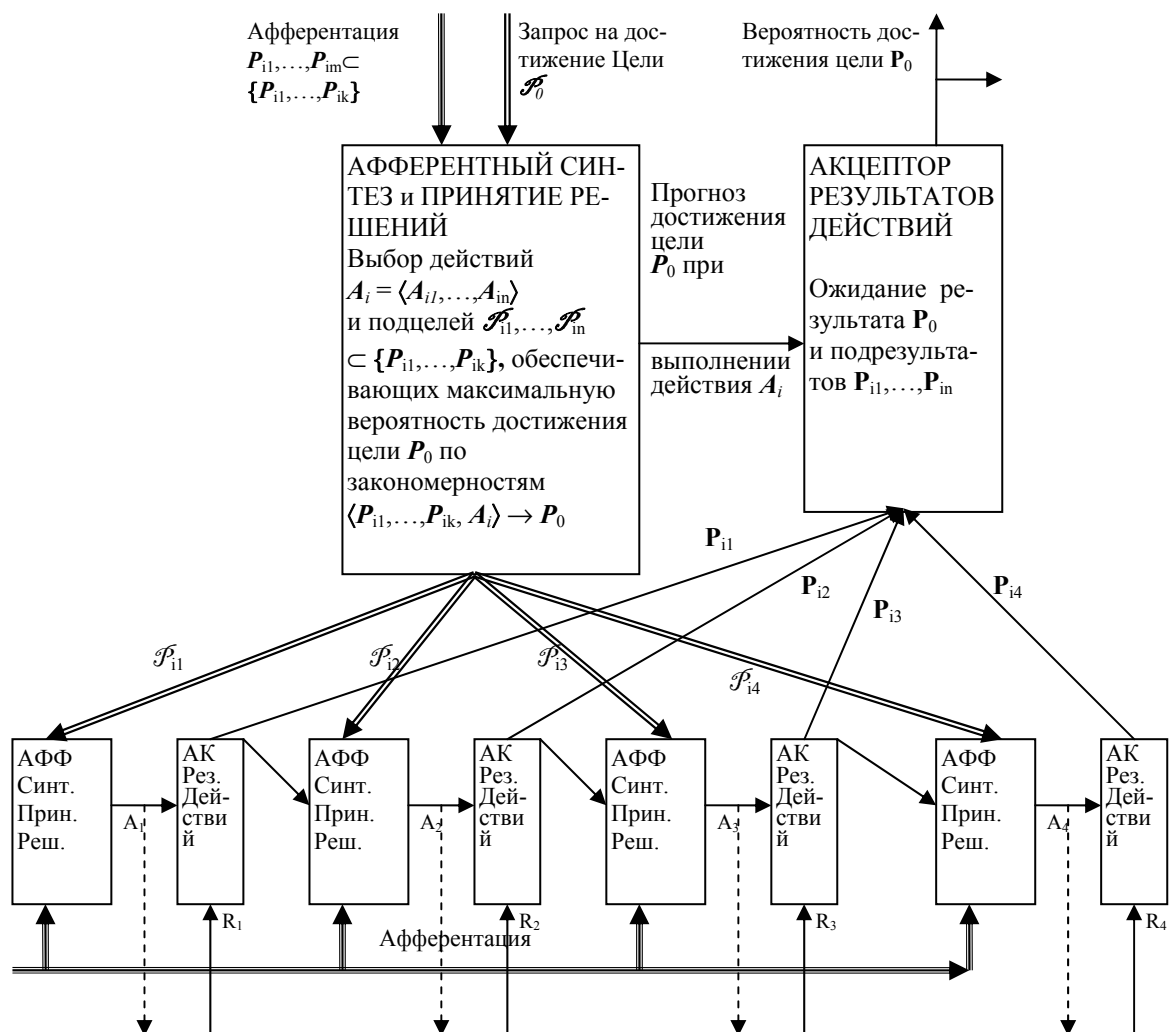 Афферентация
P_i1,…,P_im⊂
{P_i1,…,P_ik}
Запрос на дос-
тижение Цели
𝒫_0
Вероятность дос-
тижения цели P_0
АФФЕРЕНТНЫЙ СИН-
ТЕЗ и ПРИНЯТИЕ РЕ-
ШЕНИЙ
Выбор действий
A_i = ⟨A_i1,…,A_in⟩
и подцелей 𝒫_i1,…,𝒫_in
⊂ {P_i1,…,P_ik}, обеспечи-
вающих максимальную
вероятность достижения
цели P_0 по
закономерностям
⟨P_i1,…,P_ik, A_i⟩ → P_0
Прогноз
достижения
цели
P_0 при
выполнении
действия A_i
АКЦЕПТОР
РЕЗУЛЬТАТОВ
ДЕЙСТВИЙ
Ожидание ре-
зультата P_0
и подрезульта-
тов P_i1,…,P_in
P_i1
P_i2
P_i3
P_i4
𝒫_i1
𝒫_i2
𝒫_i3
𝒫_i4
АФФ
Синт.
Прин.
Реш.
A_1
АК
Рез.
Дей-
стви
й
R_1
АФФ
Синт.
Прин.
Реш.
A_2
АК
Рез.
Дей-
стви
й
R_2
АФФ
Синт.
Прин.
Реш.
A_3
АК
Рез.
Дей-
стви
й
R_3
АФФ
Синт.
Прин.
Реш.
A_4
АК
Рез.
Дей-
стви
й
R_4
Афферентация